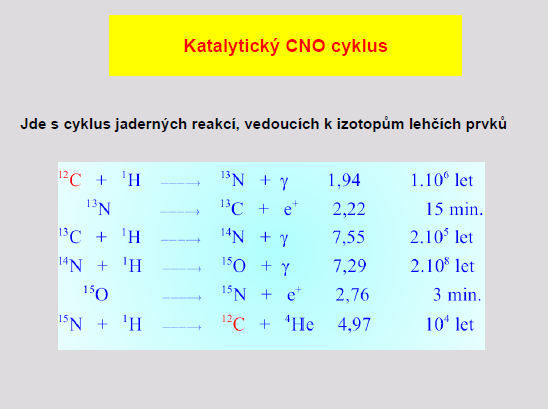 Katalytický CNO cyklus
Jde s cyklus jaderných reakcí, vedoucích k izotopům lehčích prvků
¹²C + ¹H → ¹³N + γ 1,94 1.10⁶ let
¹³N → ¹³C + e⁺ 2,22 15 min.
¹³C + ¹H → ¹⁴N + γ 7,55 2.10⁵ let
¹⁴N + ¹H → ¹⁵O + γ 7,29 2.10⁸ let
¹⁵O → ¹⁵N + e⁺ 2,76 3 min.
¹⁵N + ¹H → ¹²C + ⁴He 4,97 10⁴ let